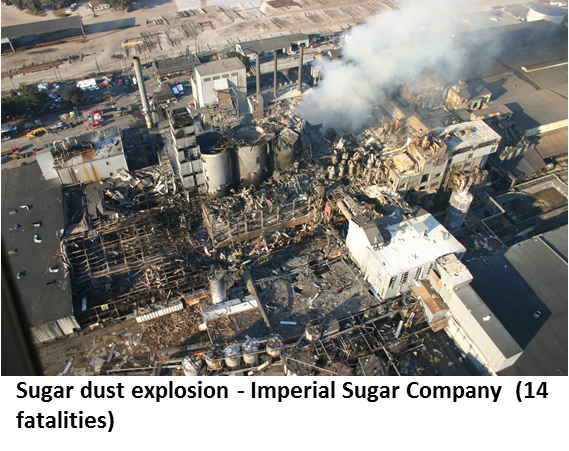 Sugar dust explosion - Imperial Sugar Company (14
fatalities)